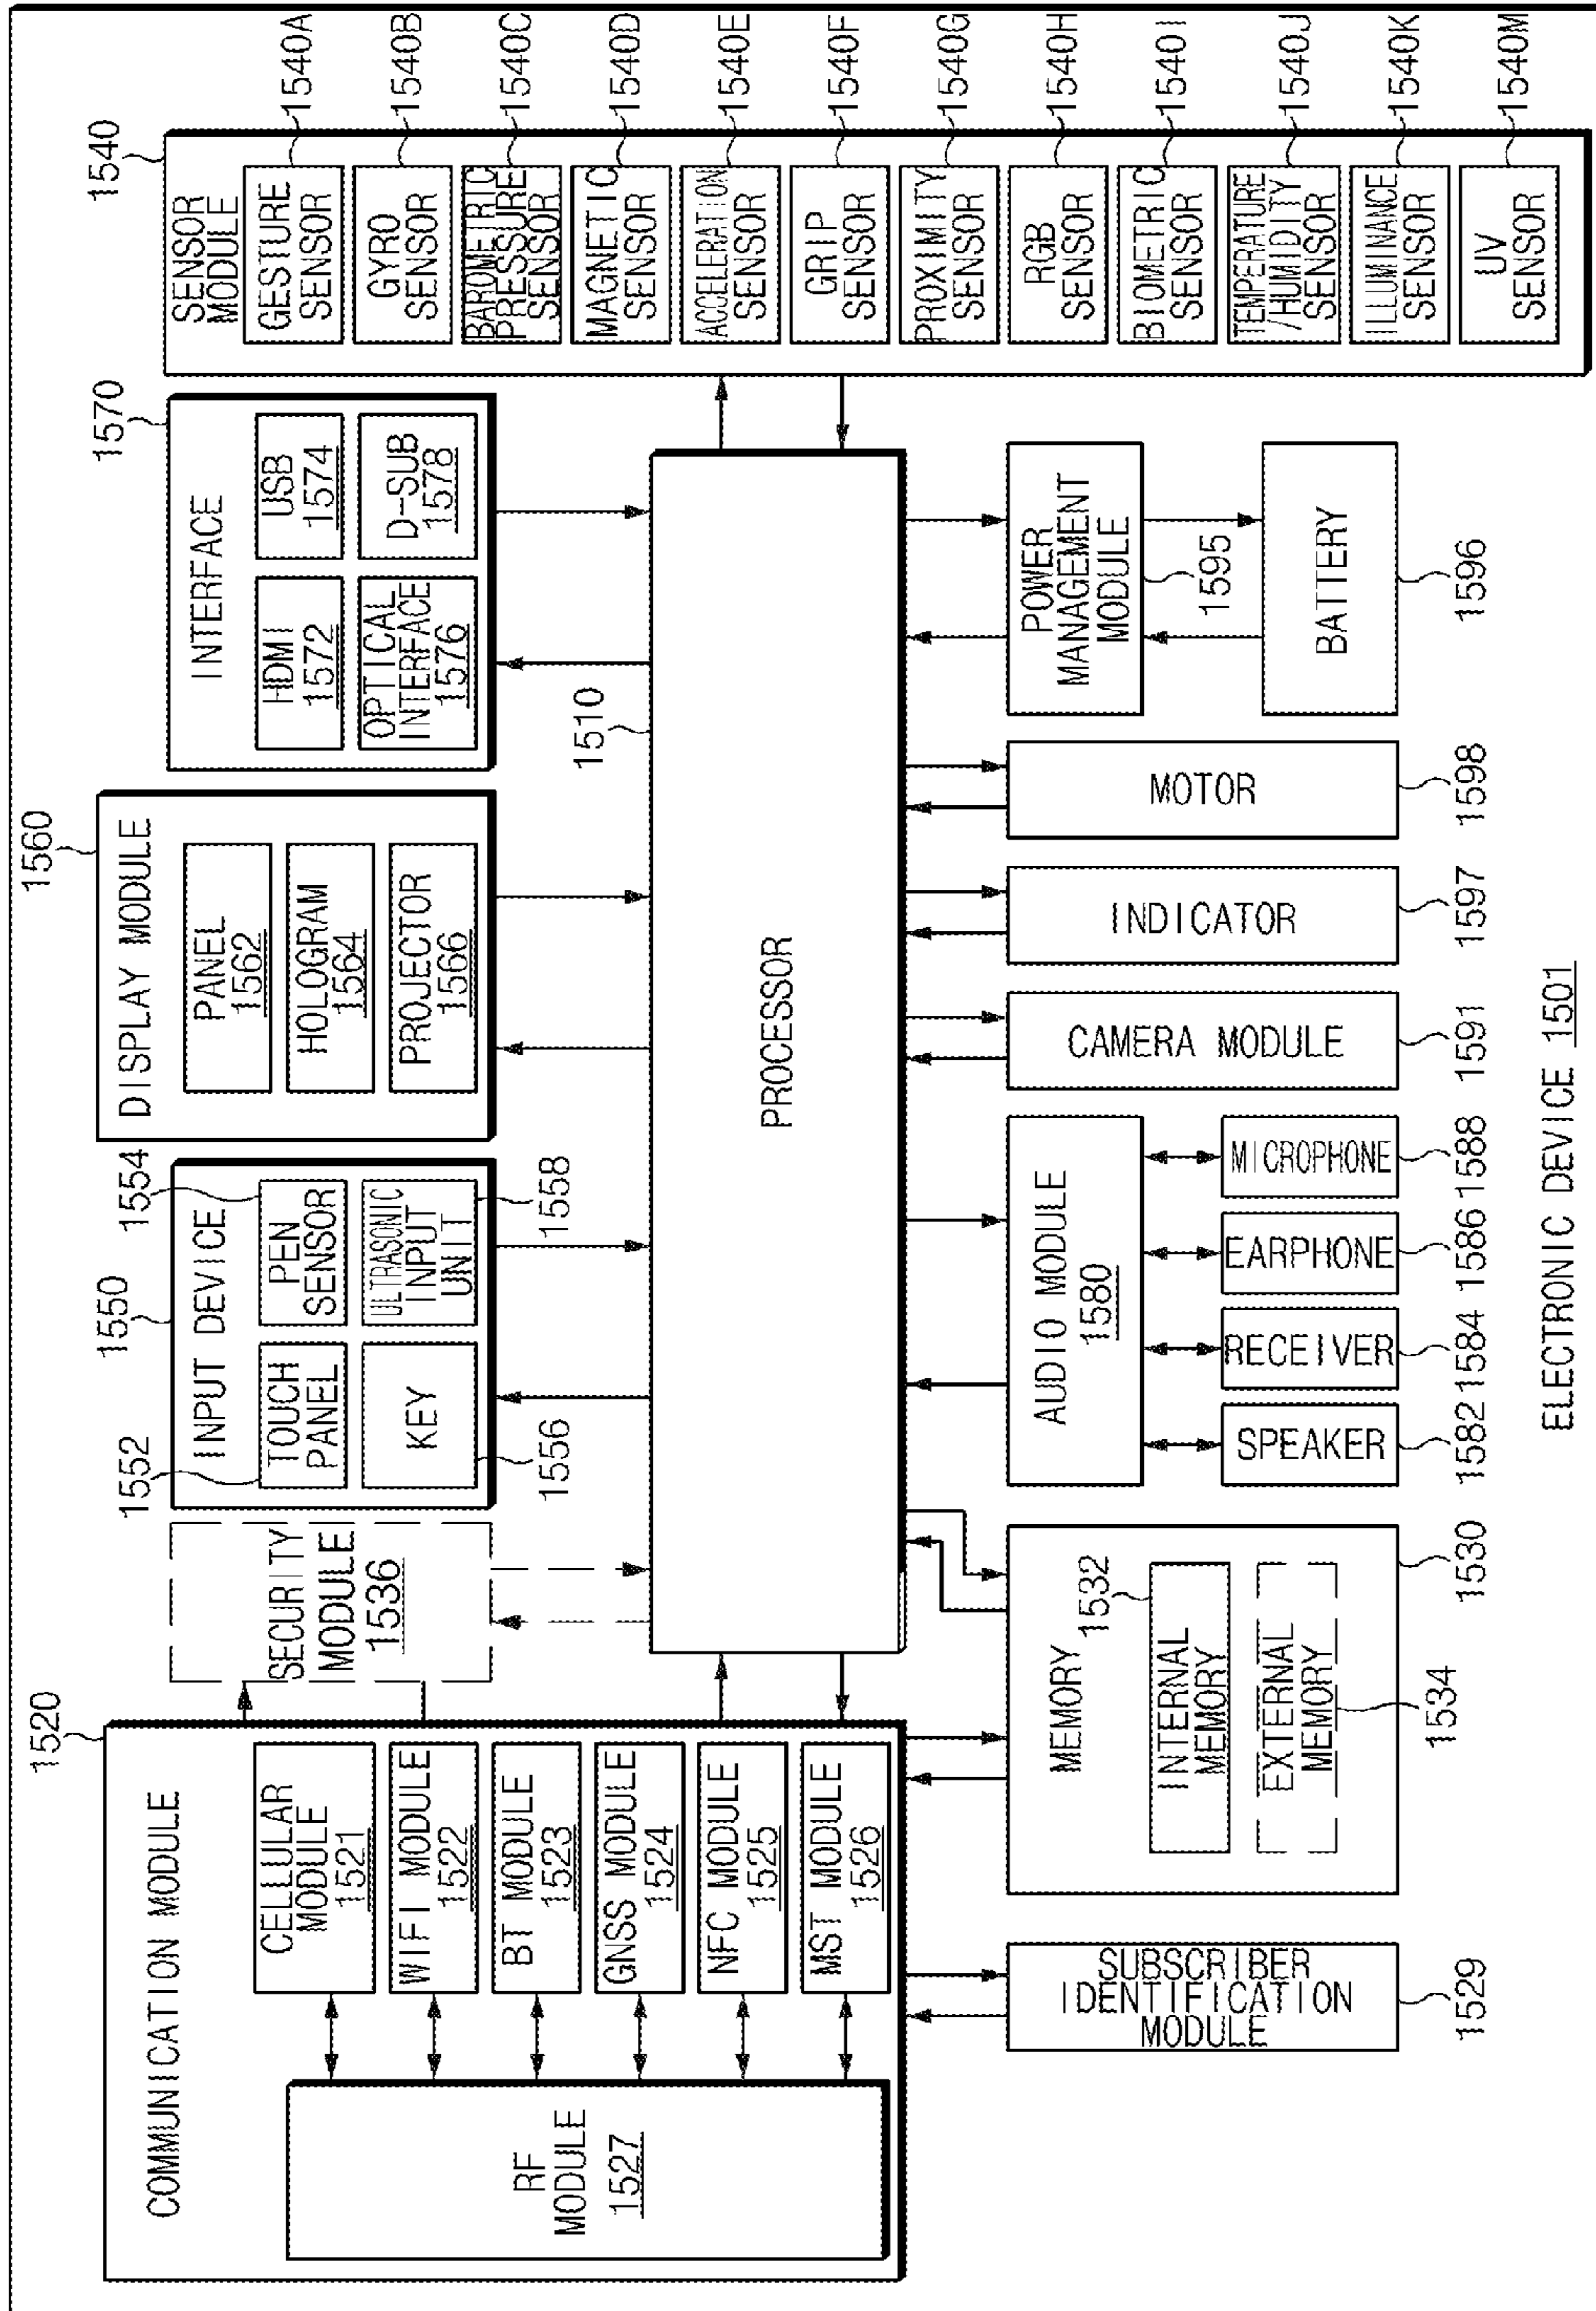 1520
COMMUNICATION MODULE
CELLULAR
MODULE
1521
WIFI MODULE
1522
BT MODULE
1523
GNSS MODULE
1524
NFC MODULE
1525
MST MODULE
1526
RF
MODULE
1527
SECURITY
MODULE
1536
1550
INPUT DEVICE
1552
TOUCH
PANEL
1554
PEN
SENSOR
KEY
1556
ULTRASONIC
INPUT
UNIT
1558
1560
DISPLAY MODULE
PANEL
1562
HOLOGRAM
1564
PROJECTOR
1566
1570
INTERFACE
HDMI
1572
USB
1574
OPTICAL
INTERFACE
1576
D-SUB
1578
1540
SENSOR
MODULE
GESTURE
SENSOR
1540A
GYRO
SENSOR
1540B
BAROMETRIC
PRESSURE
SENSOR
1540C
MAGNETIC
SENSOR
1540D
ACCELERATION
SENSOR
1540E
GRIP
SENSOR
1540F
PROXIMITY
SENSOR
1540G
RGB
SENSOR
1540H
BIOMETRIC
SENSOR
1540I
TEMPERATURE
/HUMIDITY
SENSOR
1540J
ILLUMINANCE
SENSOR
1540K
UV
SENSOR
1540M
1510
PROCESSOR
SUBSCRIBER
IDENTIFICATION
MODULE
1529
MEMORY
1532
INTERNAL
MEMORY
EXTERNAL
MEMORY
1534
1530
AUDIO MODULE
1580
SPEAKER
1582
RECEIVER
1584
EARPHONE
1586
MICROPHONE
1588
CAMERA MODULE
1591
INDICATOR
1597
MOTOR
1598
POWER
MANAGEMENT
MODULE
1595
BATTERY
1596
ELECTRONIC DEVICE 1501